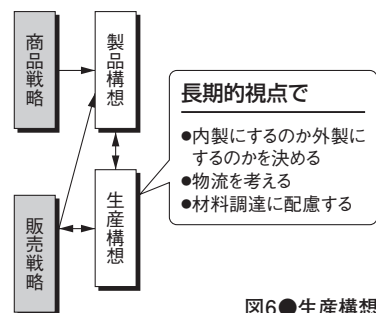 商品戦略
製品構想
販売戦略
生産構想
長期的視点で
●内製にするのか外製に
するのかを決める
●物流を考える
●材料調達に配慮する
図6●生産構想